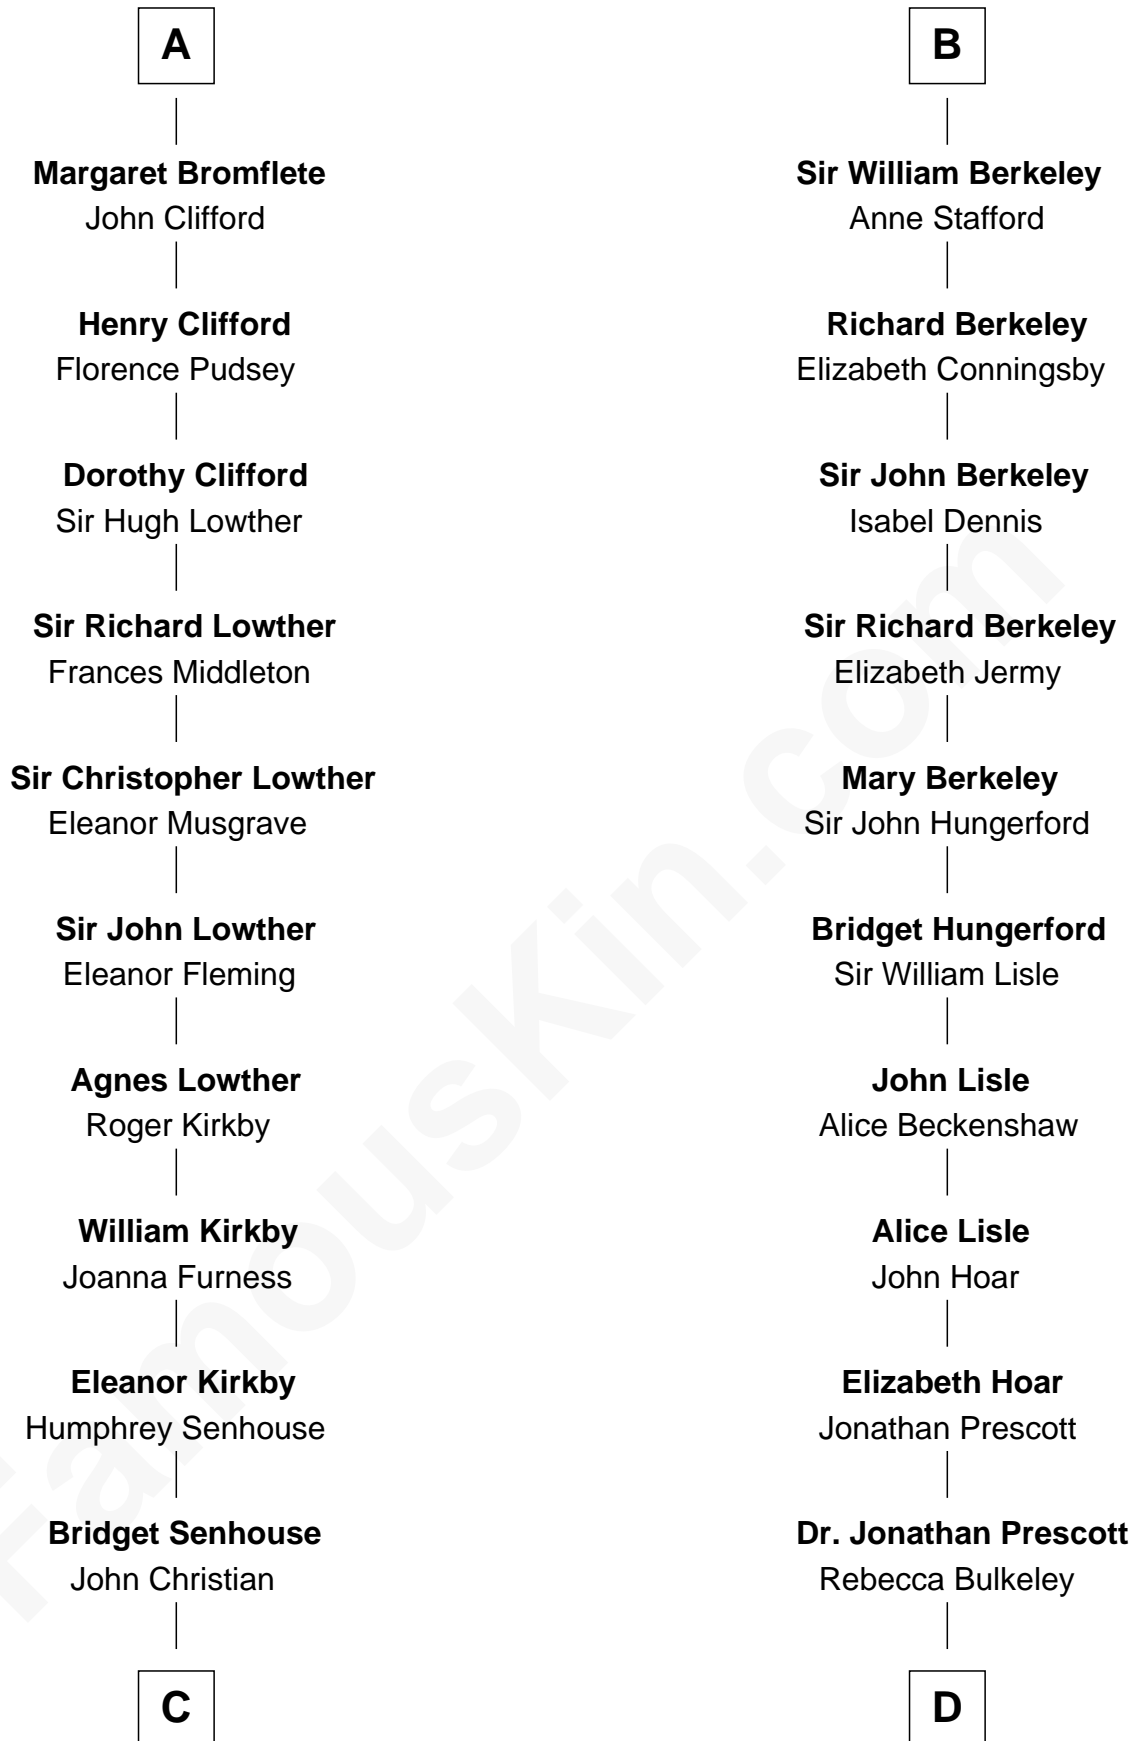 A
Margaret Bromflete
John Clifford
Henry Clifford
Florence Pudsey
Dorothy Clifford
Sir Hugh Lowther
Sir Richard Lowther
Frances Middleton
Sir Christopher Lowther
Eleanor Musgrave
Sir John Lowther
Eleanor Fleming
Agnes Lowther
Roger Kirkby
William Kirkby
Joanna Furness
Eleanor Kirkby
Humphrey Senhouse
Bridget Senhouse
John Christian
C
B
Sir William Berkeley
Anne Stafford
Richard Berkeley
Elizabeth Conningsby
Sir John Berkeley
Isabel Dennis
Sir Richard Berkeley
Elizabeth Jermy
Mary Berkeley
Sir John Hungerford
Bridget Hungerford
Sir William Lisle
John Lisle
Alice Beckenshaw
Alice Lisle
John Hoar
Elizabeth Hoar
Jonathan Prescott
Dr. Jonathan Prescott
Rebecca Bulkeley
D
FamousKin.com